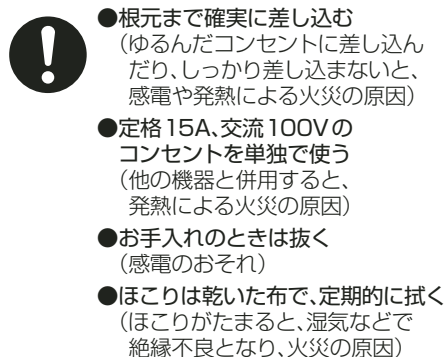 ●根元まで確実に差し込む
(ゆるんだコンセントに差し込ん
だり、しっかり差し込まないと、
感電や発熱による火災の原因)
●定格15A、交流100Vの
コンセントを単独で使う
(他の機器と併用すると、
発熱による火災の原因)
●お手入れのときは抜く
(感電のおそれ)
●ほこりは乾いた布で、定期的に拭く
(ほこりがたまると、湿気などで
絶縁不良となり、火災の原因)